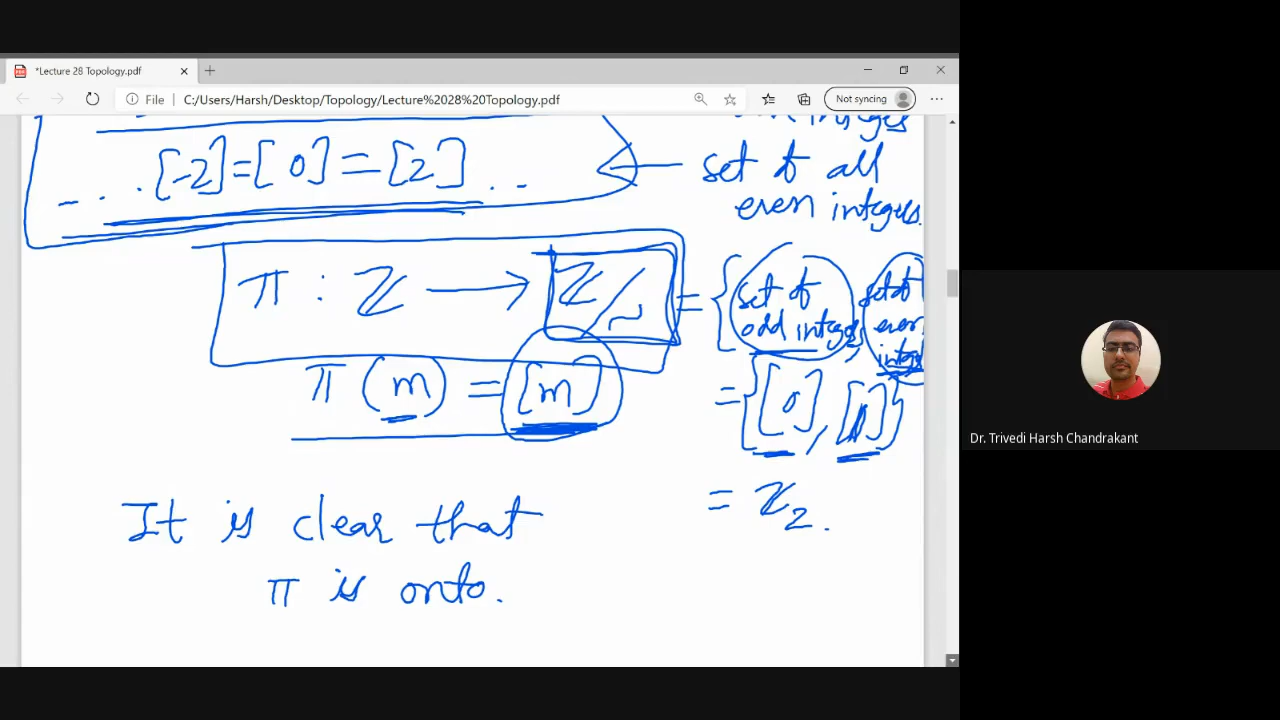 *Lecture 28 Topology.pdf
File
C:/Users/Harsh/Desktop/Topology/Lecture%2028%20Topology.pdf
Not syncing
odd integers
[-2]=[0]=[2]
... ...
set of all
even integers.
π : ℤ → ℤ/~ = {set of odd integers, set of even integers
π(m) = [m]
= {[0], [1]}
= ℤ₂.
It is clear that
π is onto.
Dr. Trivedi Harsh Chandrakant